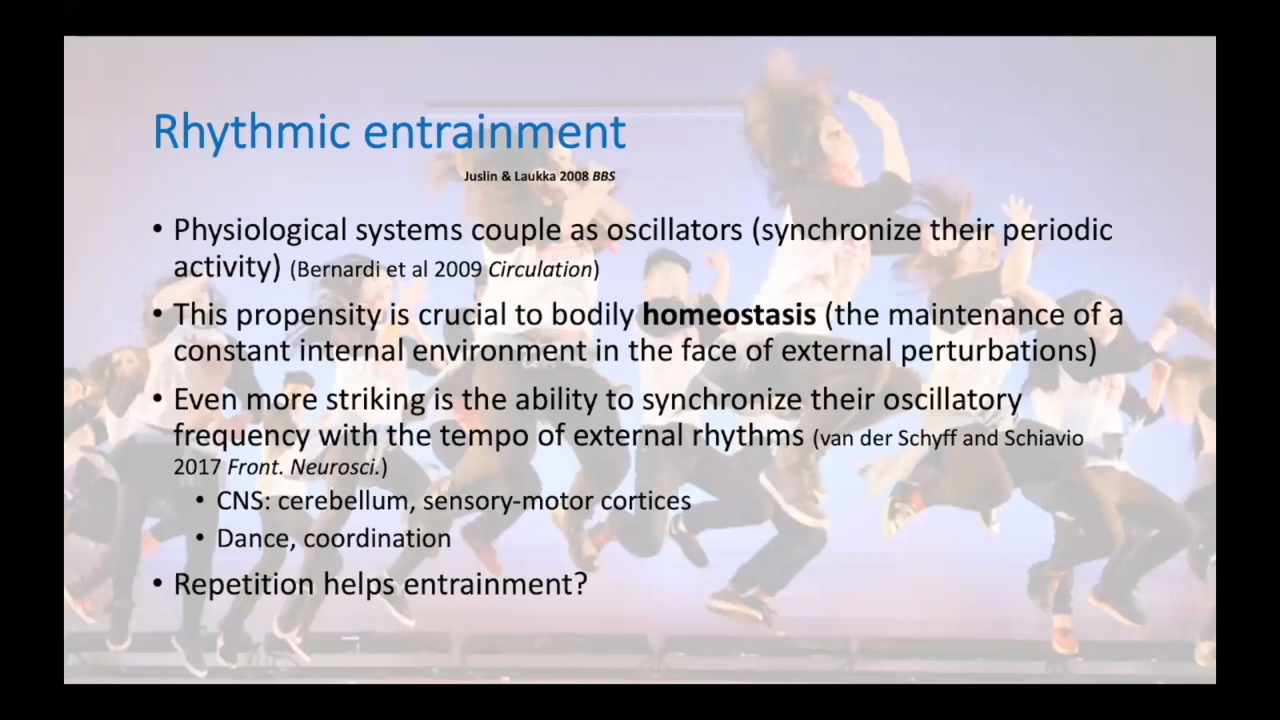 Rhythmic entrainment
Juslin & Laukka 2008 BBS
• Physiological systems couple as oscillators (synchronize their periodic
activity) (Bernardi et al 2009 Circulation)
• This propensity is crucial to bodily homeostasis (the maintenance of a
constant internal environment in the face of external perturbations)
• Even more striking is the ability to synchronize their oscillatory
frequency with the tempo of external rhythms (van der Schyff and Schiavio
2017 Front. Neurosci.)
• CNS: cerebellum, sensory-motor cortices
• Dance, coordination
• Repetition helps entrainment?